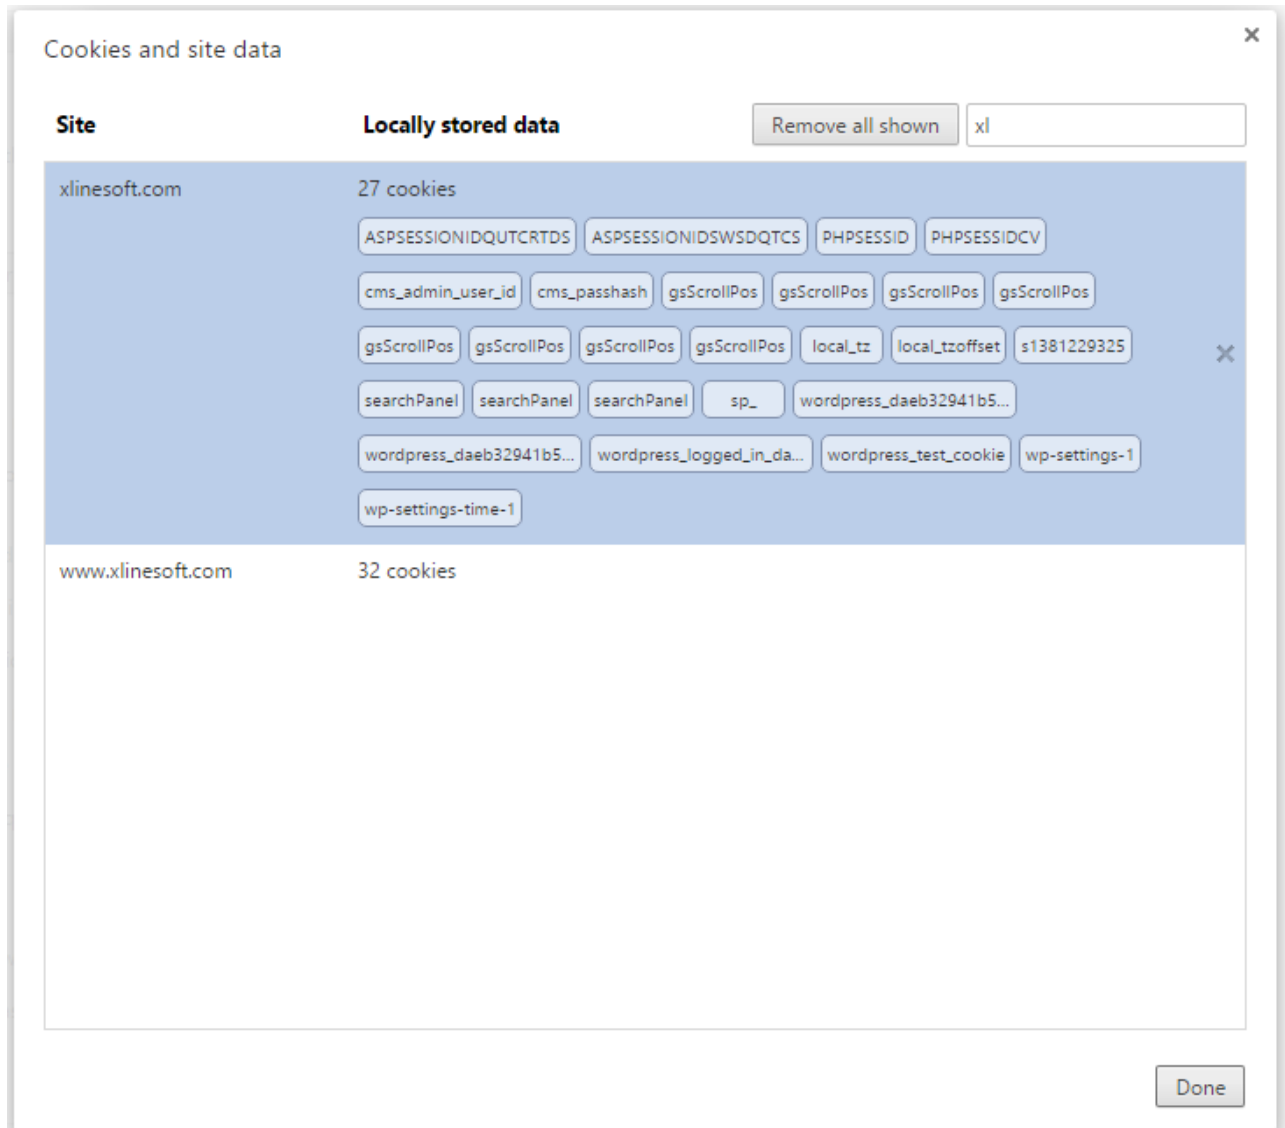 Cookies and site data
Site Locally stored data Remove all shown xl
xlinesoft.com 27 cookies
ASPSESSIONIDQUTCRTDS ASPSESSIONIDSWSDQTCS PHPSESSID PHPSESSIDCV
cms_admin_user_id cms_passhash gsScrollPos gsScrollPos gsScrollPos gsScrollPos
gsScrollPos gsScrollPos gsScrollPos gsScrollPos local_tz local_tzoffset s1381229325
searchPanel searchPanel searchPanel sp_ wordpress_daeb32941b5...
wordpress_daeb32941b5... wordpress_logged_in_da... wordpress_test_cookie wp-settings-1
wp-settings-time-1
www.xlinesoft.com 32 cookies
Done